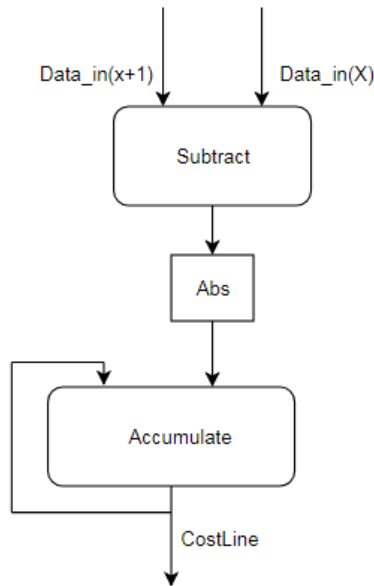 Data_in(x+1)
Data_in(X)
Subtract
Abs
Accumulate
CostLine